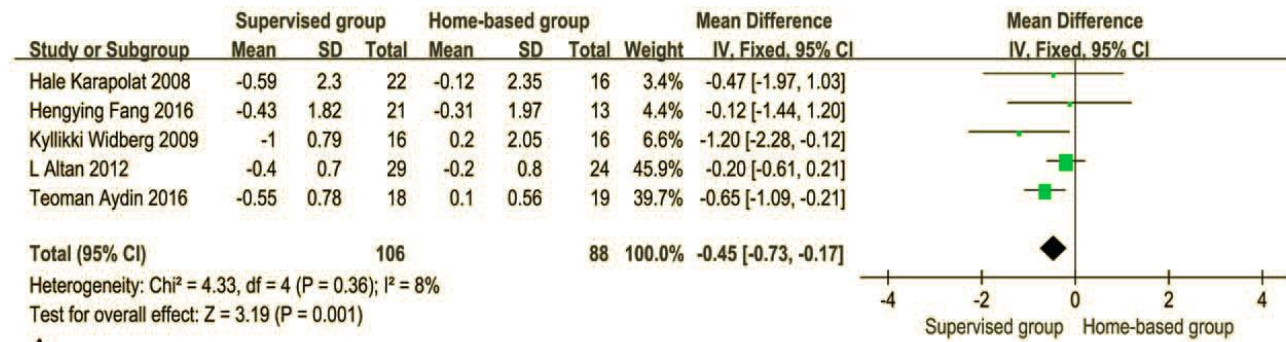 Supervised group Home-based group Mean Difference Mean Difference
Study or Subgroup Mean SD Total Mean SD Total Weight IV, Fixed, 95% CI IV, Fixed, 95% CI
Hale Karapolat 2008 -0.59 2.3 22 -0.12 2.35 16 3.4% -0.47 [-1.97, 1.03]
Hengying Fang 2016 -0.43 1.82 21 -0.31 1.97 13 4.4% -0.12 [-1.44, 1.20]
Kyllikki Widberg 2009 -1 0.79 16 0.2 2.05 16 6.6% -1.20 [-2.28, -0.12]
L Altan 2012 -0.4 0.7 29 -0.2 0.8 24 45.9% -0.20 [-0.61, 0.21]
Teoman Aydin 2016 -0.55 0.78 18 0.1 0.56 19 39.7% -0.65 [-1.09, -0.21]
Total (95% CI) 106 88 100.0% -0.45 [-0.73, -0.17]
Heterogeneity: Chi² = 4.33, df = 4 (P = 0.36); I² = 8%
Test for overall effect: Z = 3.19 (P = 0.001)
-4 -2 0 2 4
Supervised group Home-based group